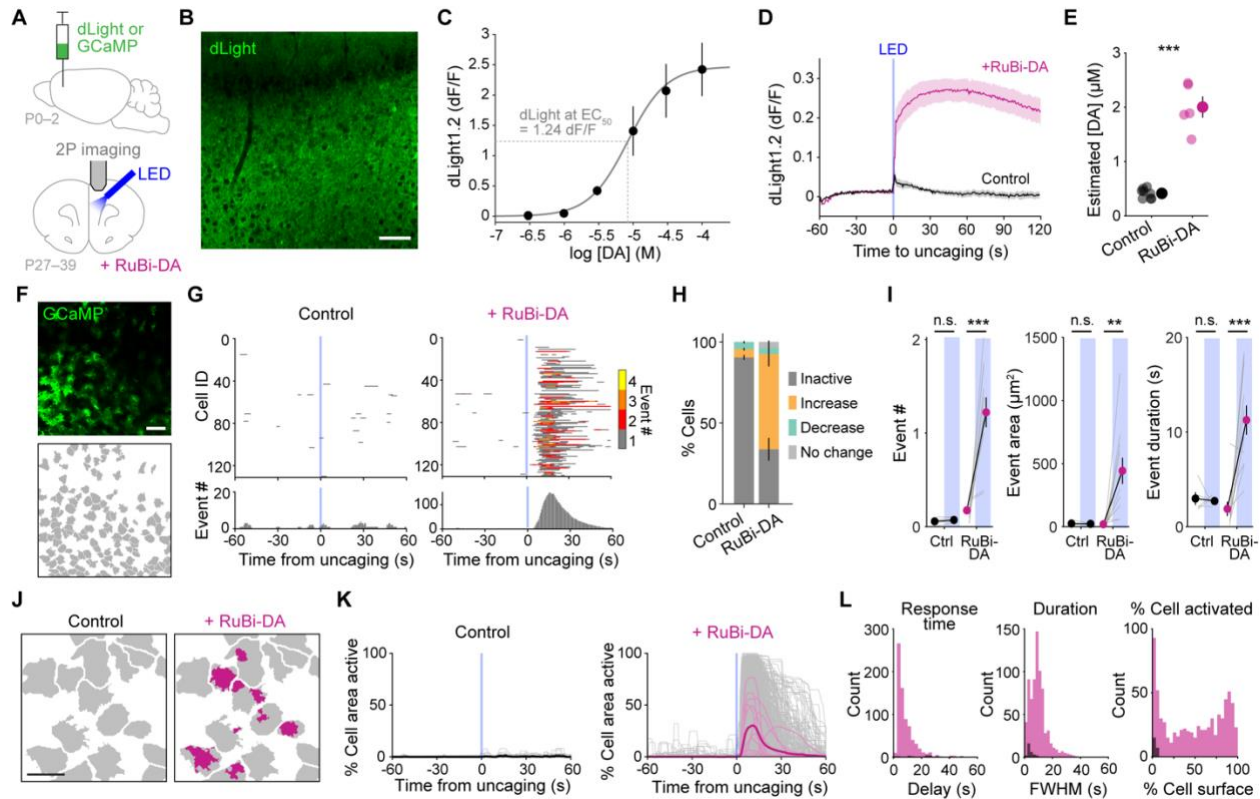 A
dLight or
GCaMP
P0–2
2P imaging
LED
P27–39
+ RuBi-DA
B
dLight
C
dLight1.2 (dF/F)
3
2.5
2
1.5
1
0.5
0
dLight at EC50
= 1.24 dF/F
-7 -6.5 -6 -5.5 -5 -4.5 -4
log [DA] (M)
D
LED
+RuBi-DA
Control
dLight1.2 (dF/F)
0.3
0.2
0.1
0
-60 -30 0 30 60 90 120
Time to uncaging (s)
E
***
Estimated [DA] (µM)
3
2
1
0
Control
RuBi-DA
F
GCaMP
G
Control
+ RuBi-DA
Cell ID
0
40
80
120
0
40
80
120
4
3
2
1
Event #
Event #
20
10
0
100
0
-60 -30 0 30 60
-60 -30 0 30 60
Time from uncaging (s)
Time from uncaging (s)
H
% Cells
100
50
0
Inactive
Increase
Decrease
No change
Control
RuBi-DA
I
n.s. ***
Event #
2
1
0
Ctrl RuBi-
DA
n.s. **
Event area (µm²)
1500
1000
500
0
Ctrl RuBi-
DA
n.s. ***
Event duration (s)
20
10
0
Ctrl RuBi-
DA
J
Control
+ RuBi-DA
K
Control
% Cell area active
100
50
0
-60 -30 0 30 60
Time from uncaging (s)
+ RuBi-DA
% Cell area active
100
50
0
-60 -30 0 30 60
Time from uncaging (s)
L
Response
time
Count
300
200
100
0
0 20 40 60
Delay (s)
Duration
Count
150
100
50
0
0 20 40 60
FWHM (s)
% Cell activated
Count
100
50
0
0 50 100
% Cell surface